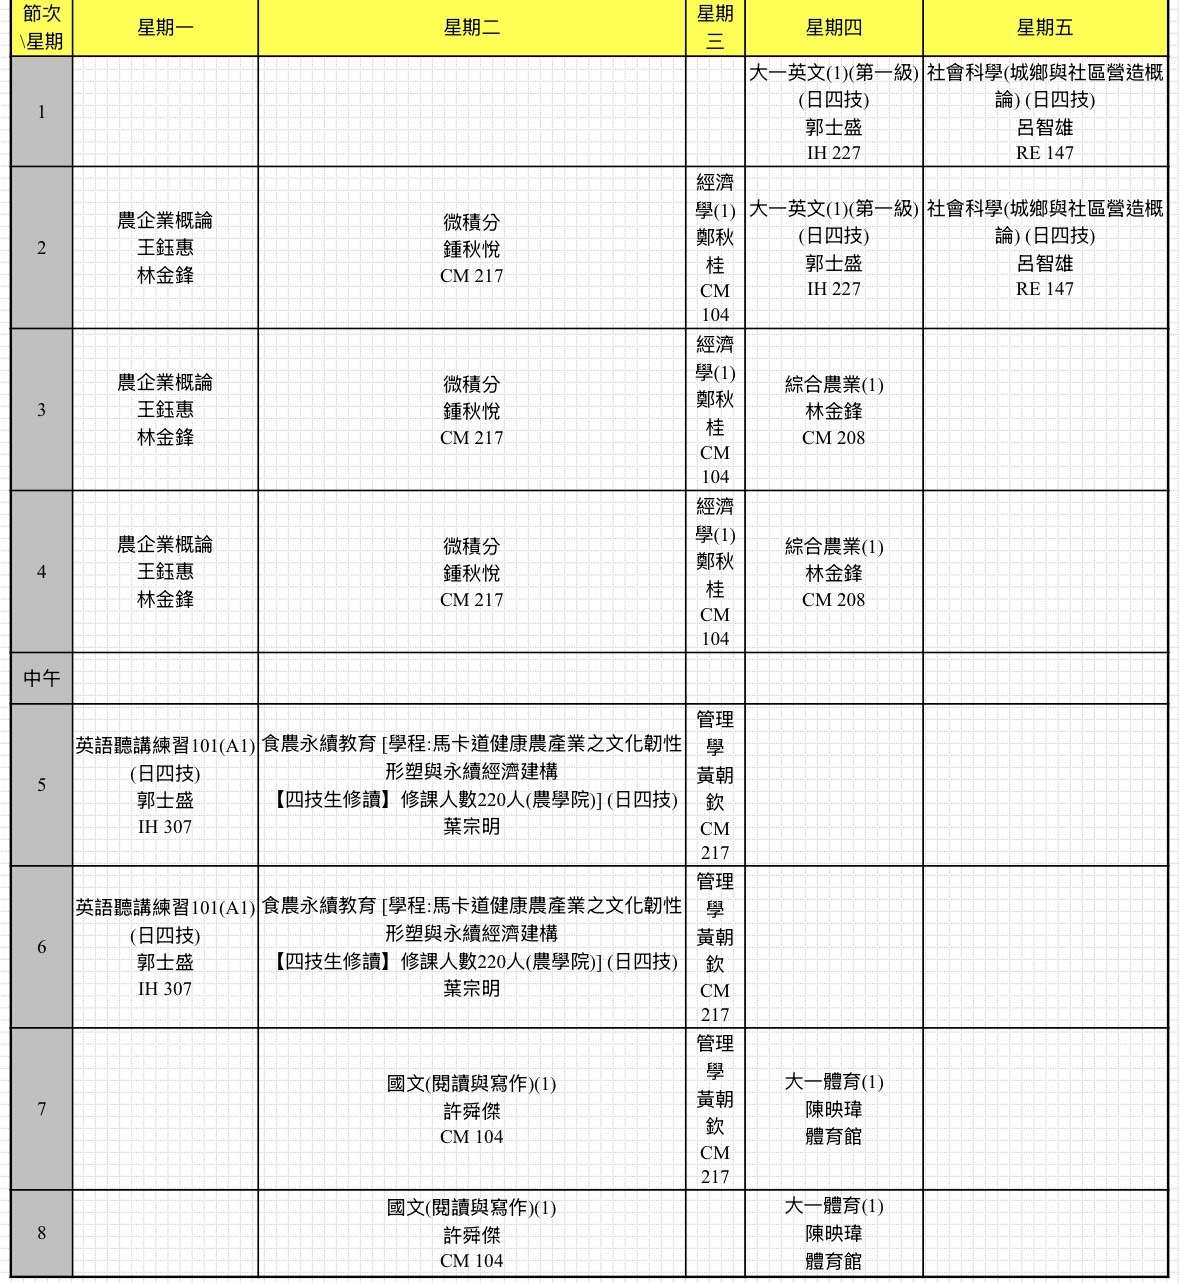 節次
\星期
星期一
星期二
星期
三
星期四
星期五
1
大一英文(1)(第一級)
(日四技)
郭士盛
IH 227
社會科學(城鄉與社區營造概
論) (日四技)
呂智雄
RE 147
2
農企業概論
王鈺惠
林金鋒
微積分
鍾秋悅
CM 217
經濟
學(1)
鄭秋
桂
CM
104
大一英文(1)(第一級)
(日四技)
郭士盛
IH 227
社會科學(城鄉與社區營造概
論) (日四技)
呂智雄
RE 147
3
農企業概論
王鈺惠
林金鋒
微積分
鍾秋悅
CM 217
經濟
學(1)
鄭秋
桂
CM
104
綜合農業(1)
林金鋒
CM 208
4
農企業概論
王鈺惠
林金鋒
微積分
鍾秋悅
CM 217
經濟
學(1)
鄭秋
桂
CM
104
綜合農業(1)
林金鋒
CM 208
中午
5
英語聽講練習101(A1)
(日四技)
郭士盛
IH 307
食農永續教育 [學程:馬卡道健康農產業之文化韌性
形塑與永續經濟建構
【四技生修讀】修課人數220人(農學院)] (日四技)
葉宗明
管理
學
黃朝
欽
CM
217
6
英語聽講練習101(A1)
(日四技)
郭士盛
IH 307
食農永續教育 [學程:馬卡道健康農產業之文化韌性
形塑與永續經濟建構
【四技生修讀】修課人數220人(農學院)] (日四技)
葉宗明
管理
學
黃朝
欽
CM
217
7
國文(閱讀與寫作)(1)
許舜傑
CM 104
管理
學
黃朝
欽
CM
217
大一體育(1)
陳映瑋
體育館
8
國文(閱讀與寫作)(1)
許舜傑
CM 104
大一體育(1)
陳映瑋
體育館